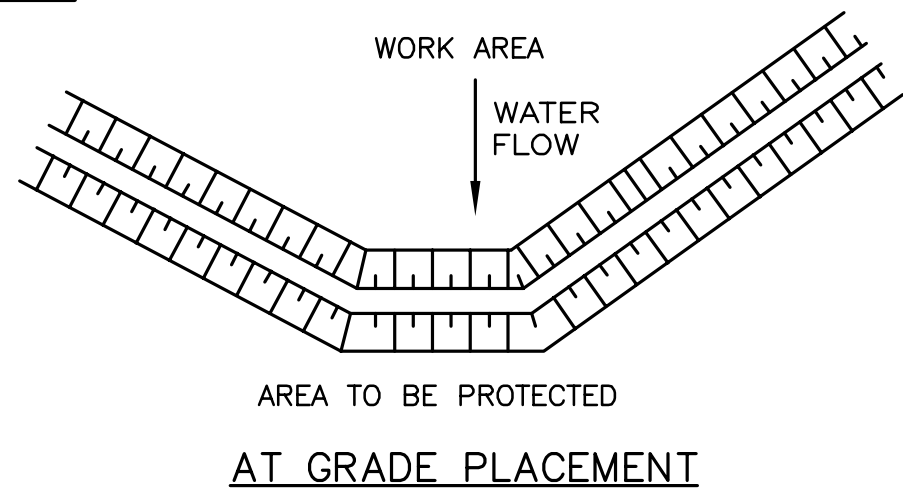 WORK AREA
WATER
FLOW
AREA TO BE PROTECTED
AT GRADE PLACEMENT